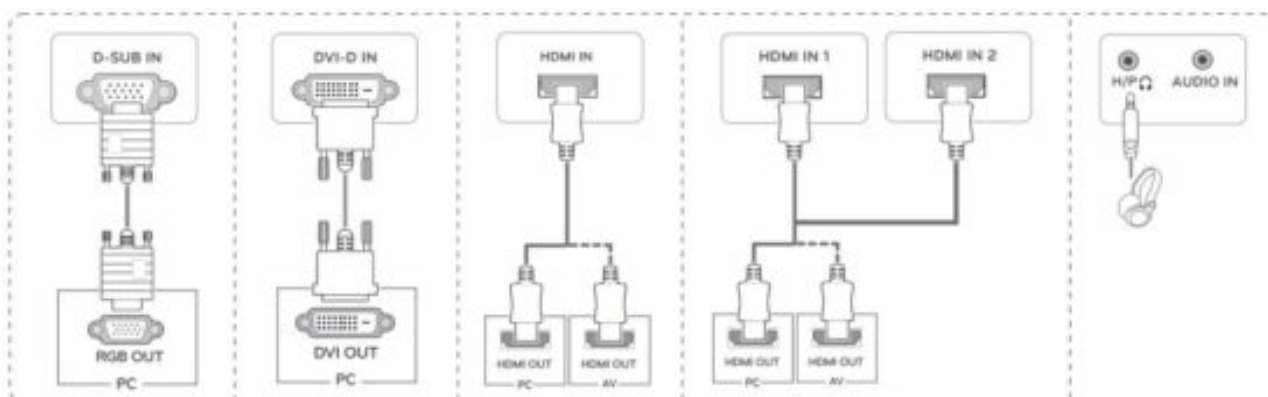 D-SUB IN
RGB OUT
PC
DVI-D IN
DVI OUT
PC
HDMI IN
HDMI OUT
PC
HDMI OUT
AV
HDMI IN 1
HDMI IN 2
HDMI OUT
PC
HDMI OUT
AV
H/P
AUDIO IN